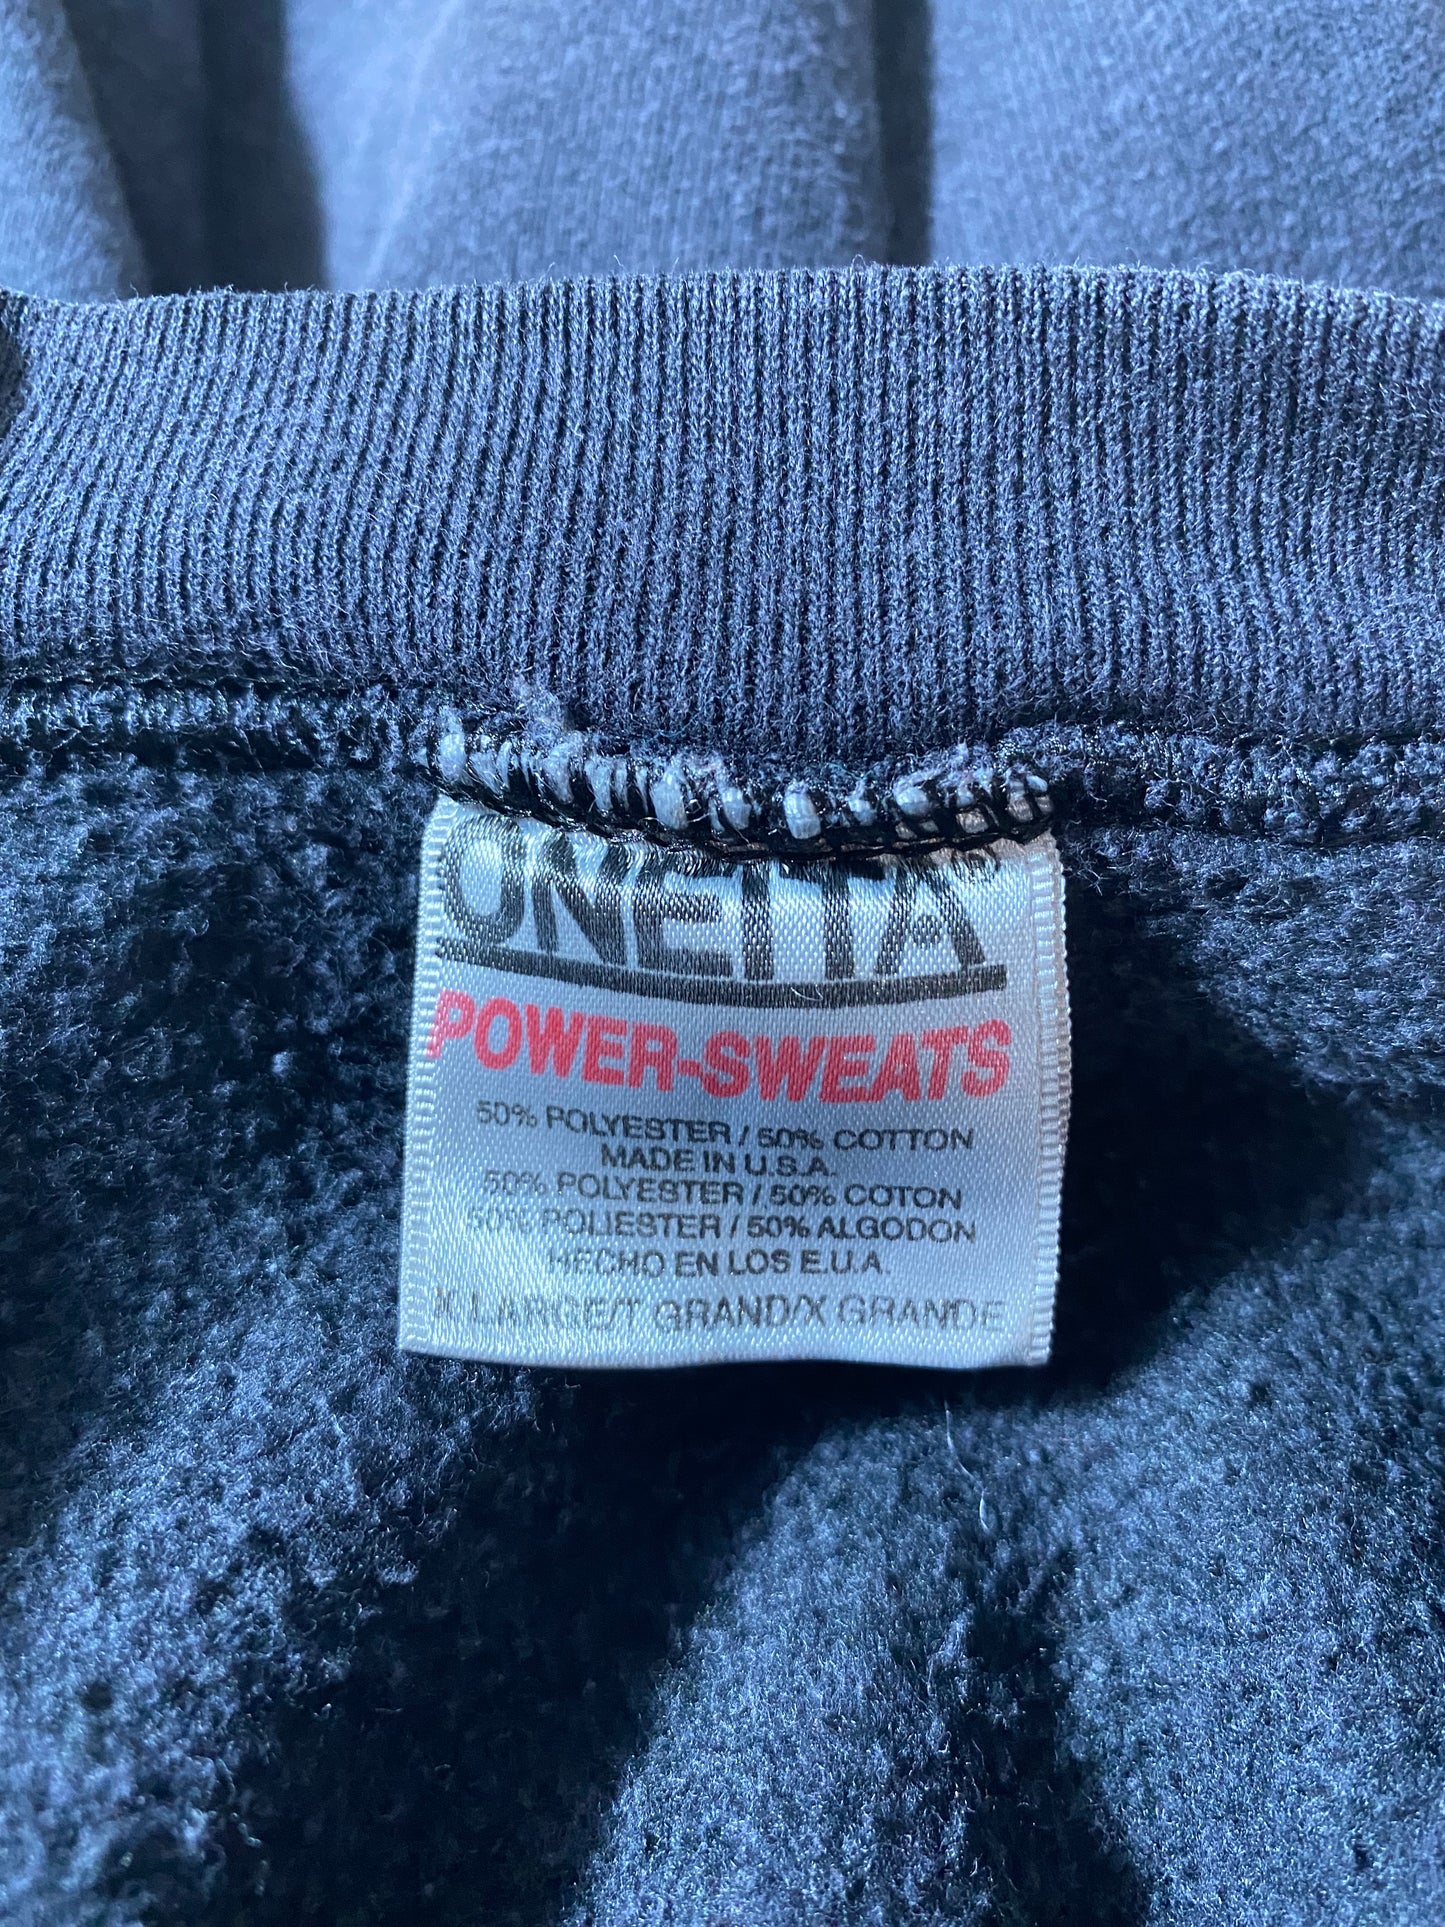 ONEITA
POWER-SWEATS
50% POLYESTER / 50% COTTON
MADE IN U.S.A.
50% POLYESTER / 50% COTON
50% POLIESTER / 50% ALGODON
HECHO EN LOS E.U.A.
X LARGE/T GRAND/X GRANDE